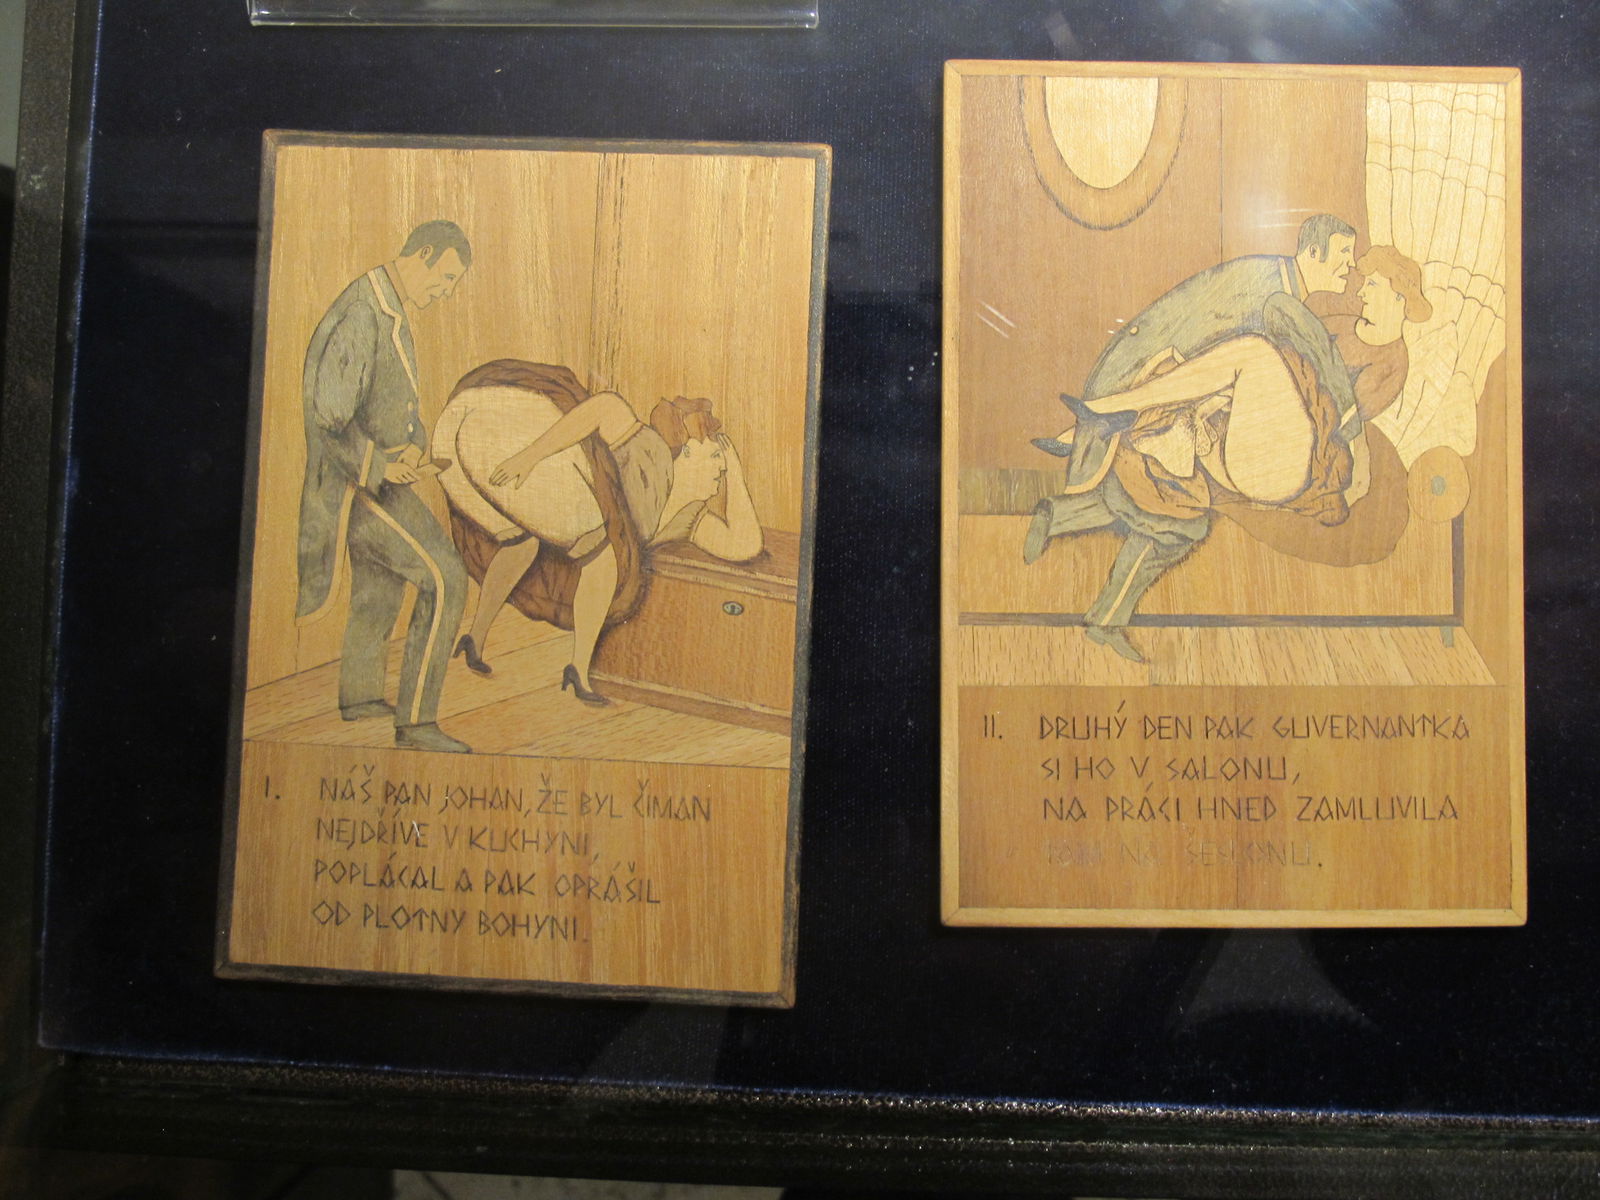 I. NÁŠ PAN JOHAN, ŽE BYL ČIMAN
NEJDŘÍVE V KUCHYNI,
POPLÁCAL A PAK OPRÁŠIL
OD PLOTNY BOHYNI.
II. DRUHÝ DEN PAK GUVERNANTKA
SI HO V SALONU,
NA PRÁCI HNED ZAMLUVILA
NA ŠESLONU.